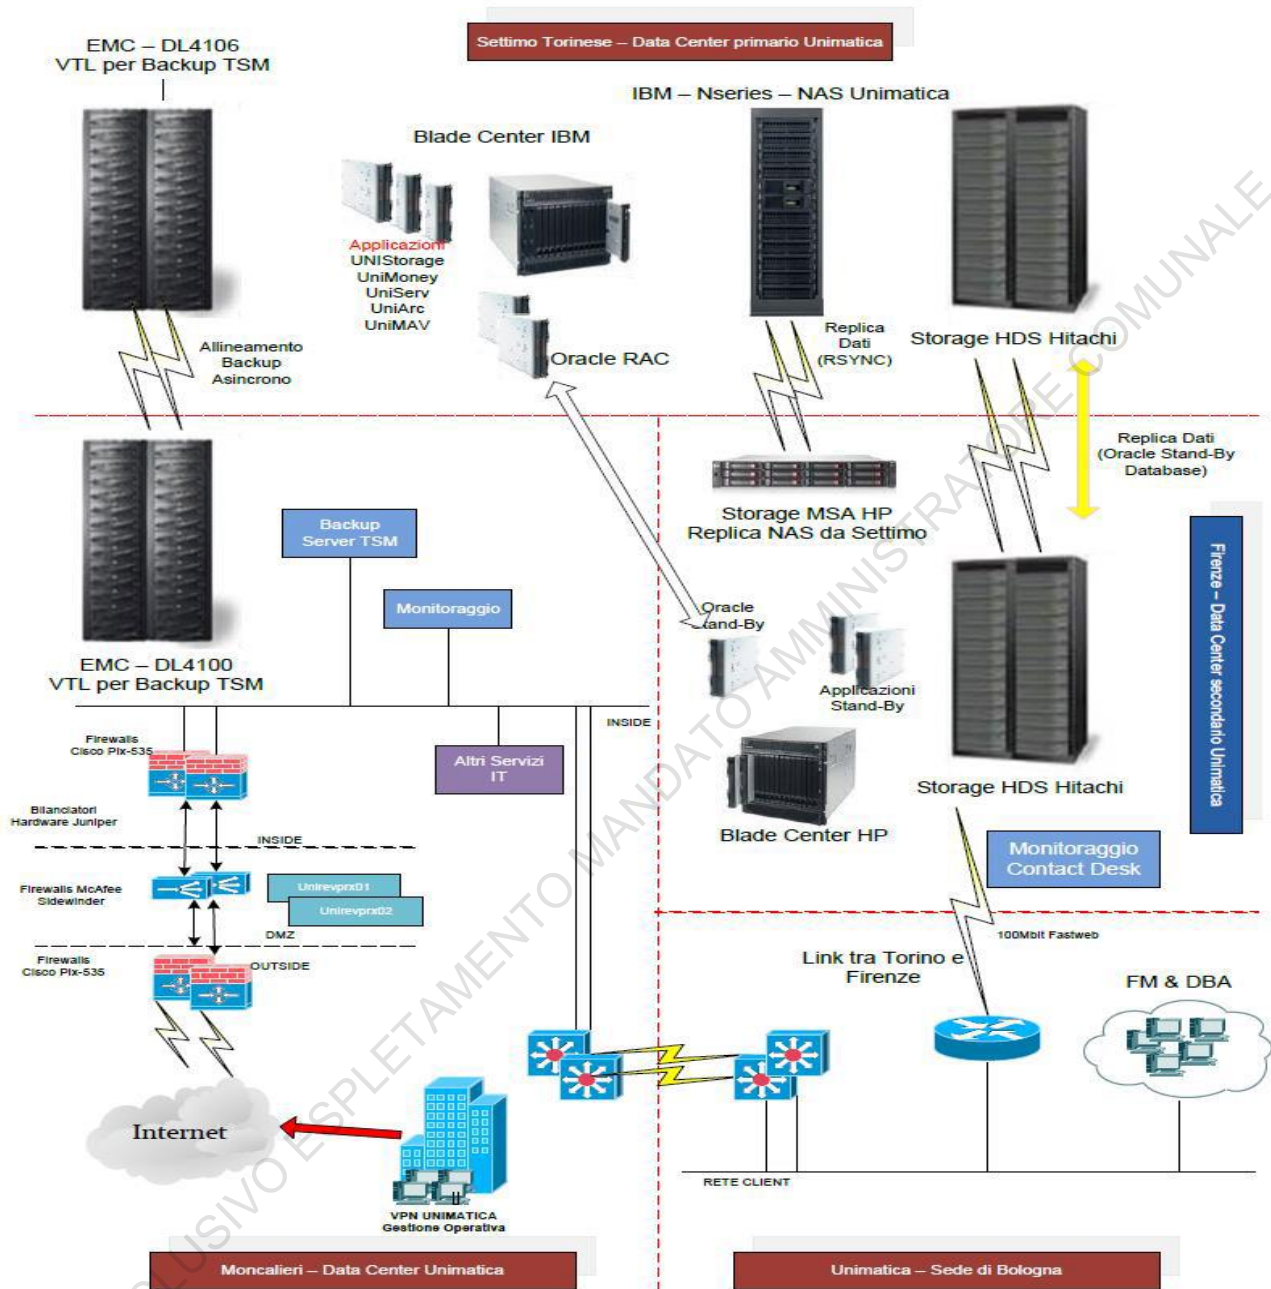 Settimo Torinese – Data Center primario Unimatica
EMC – DL4106
VTL per Backup TSM
Blade Center IBM
IBM – Nseries – NAS Unimatica
Applicazioni
UNIStorage
UniMoney
UniServ
UniArc
UniMAV
Oracle RAC
Replica
Dati
(RSYNC)
Storage HDS Hitachi
Allineamento
Backup
Asincrono
Replica Dati
(Oracle Stand-By
Database)
Storage MSA HP
Replica NAS da Settimo
Backup
Server TSM
Monitoraggio
EMC – DL4100
VTL per Backup TSM
Oracle
Stand-By
Applicazioni
Stand-By
Firenze – Data Center secondario Unimatica
INSIDE
Firewalls
Cisco Pix-535
Altri Servizi
IT
Storage HDS Hitachi
Blade Center HP
Bilanciatori
Hardware Juniper
INSIDE
Monitoraggio
Contact Desk
Firewalls McAfee
Sidewinder
Unirevprx01
Unirevprx02
DMZ
100Mbit Fastweb
Firewalls
Cisco Pix-535
OUTSIDE
Link tra Torino e
Firenze
FM & DBA
Internet
RETE CLIENT
VPN UNIMATICA
Gestione Operativa
Moncalieri – Data Center Unimatica
Unimatica – Sede di Bologna
CLUSIVO ESPLETAMENTO MANDATO AMMINISTRATORE COMUNALE